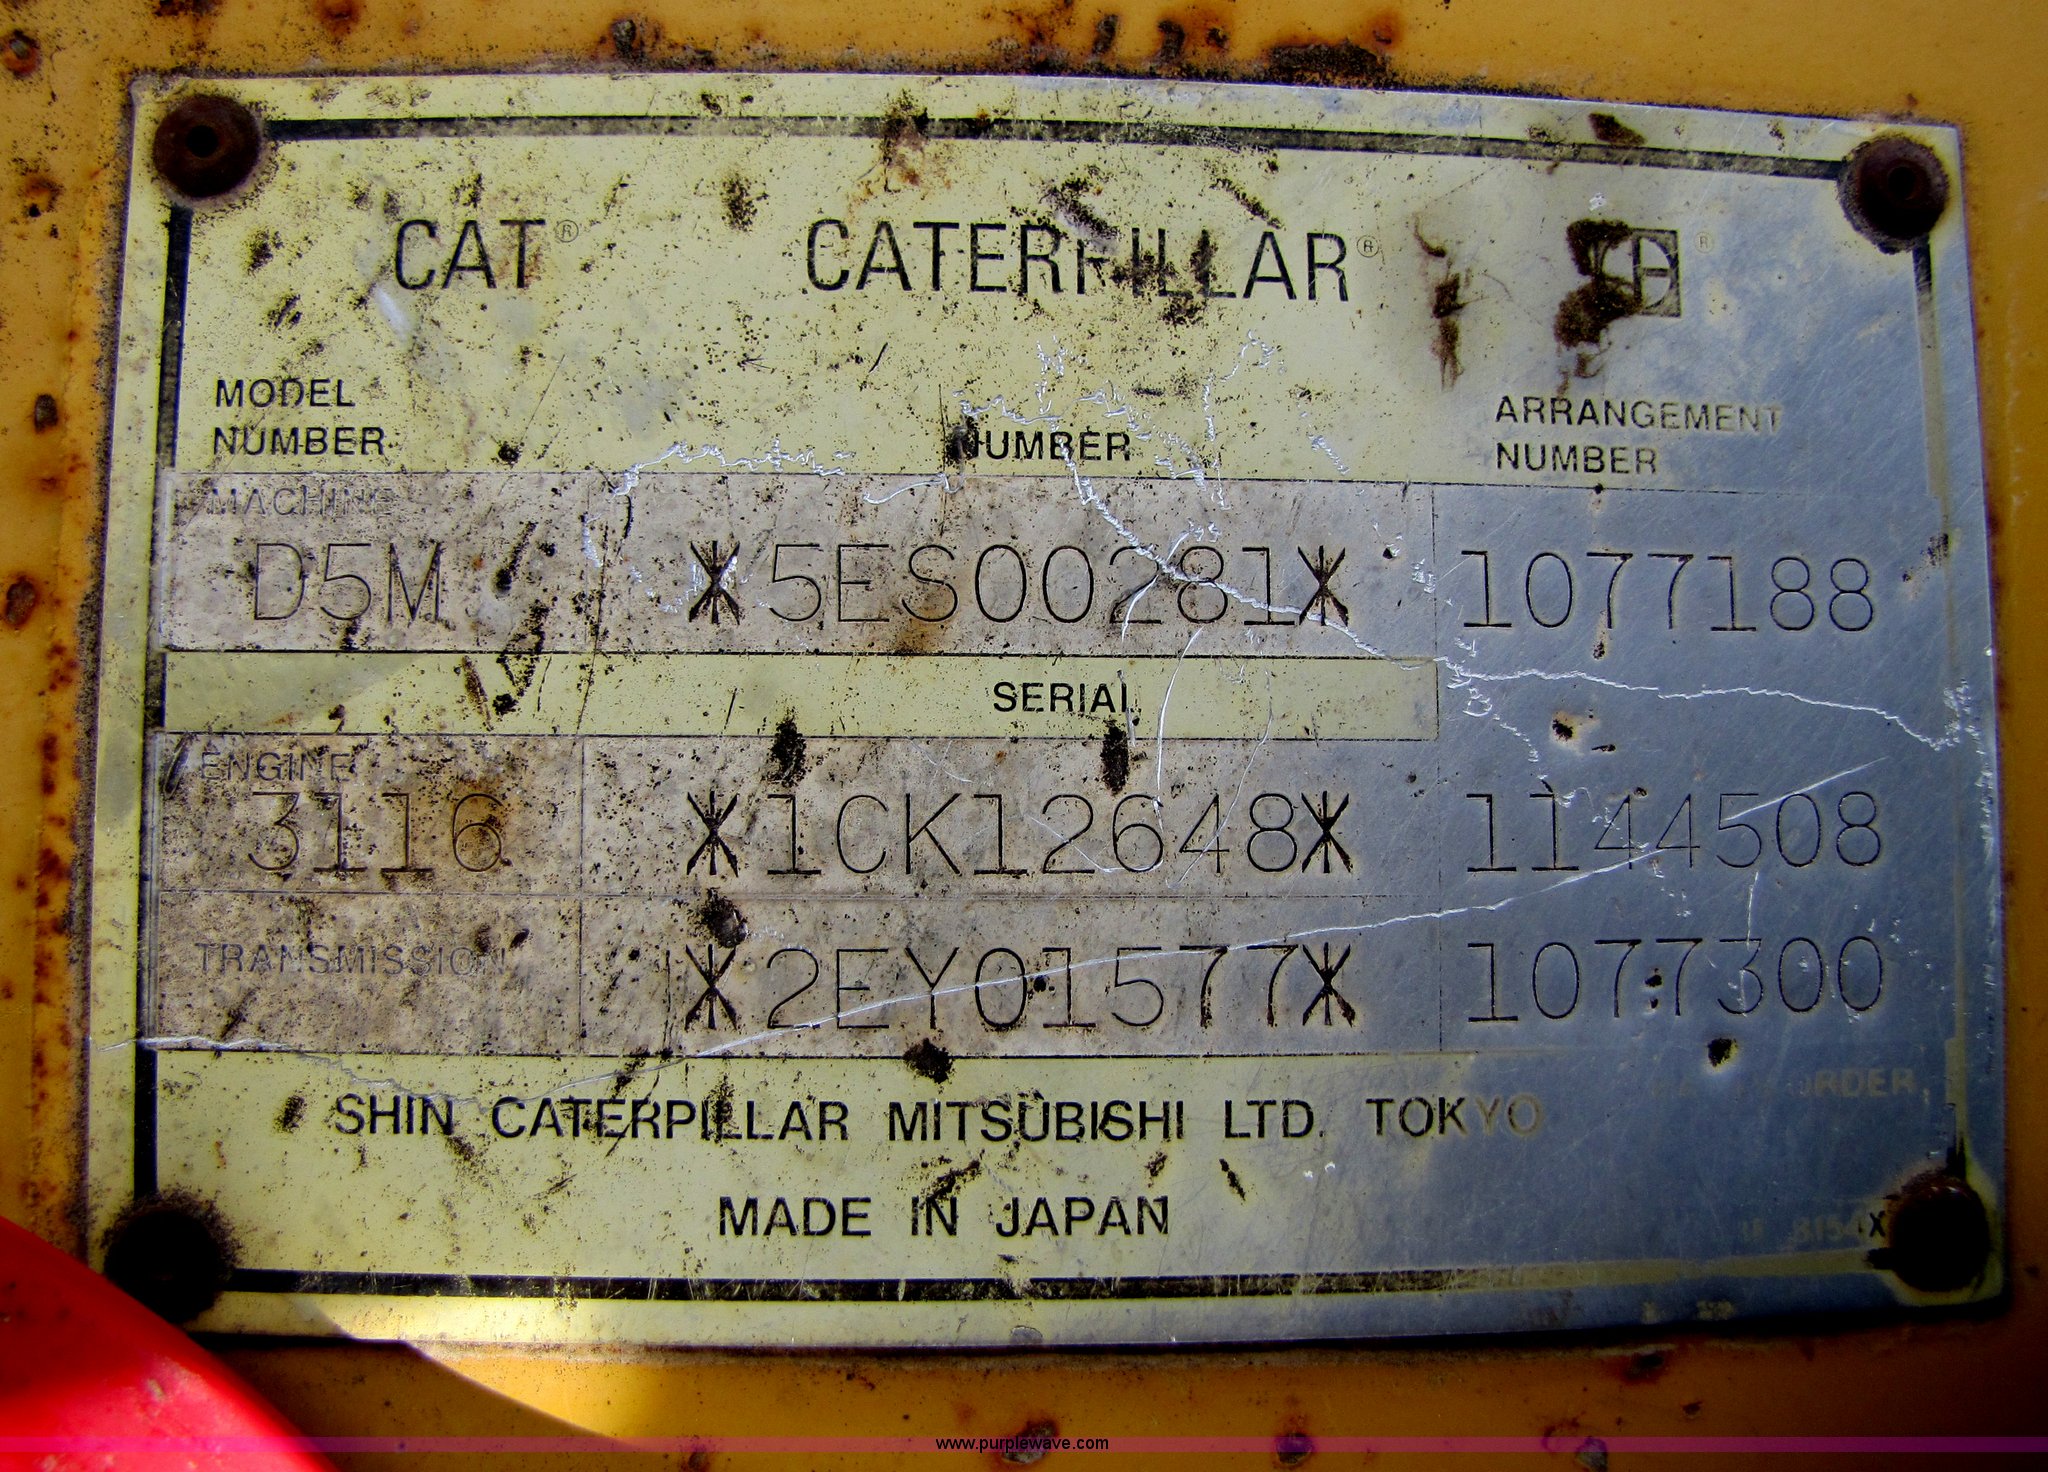 CAT® CATERPILLAR® ®
MODEL NUMBER
NUMBER
ARRANGEMENT NUMBER
MACHINE
D5M *5ES00281* 1077188
SERIAL
ENGINE
3116 *1CK12648* 1144508
TRANSMISSION *2EY01577* 1077300
SHIN CATERPILLAR MITSUBISHI LTD. TOKYO
MADE IN JAPAN
www.purplewave.com